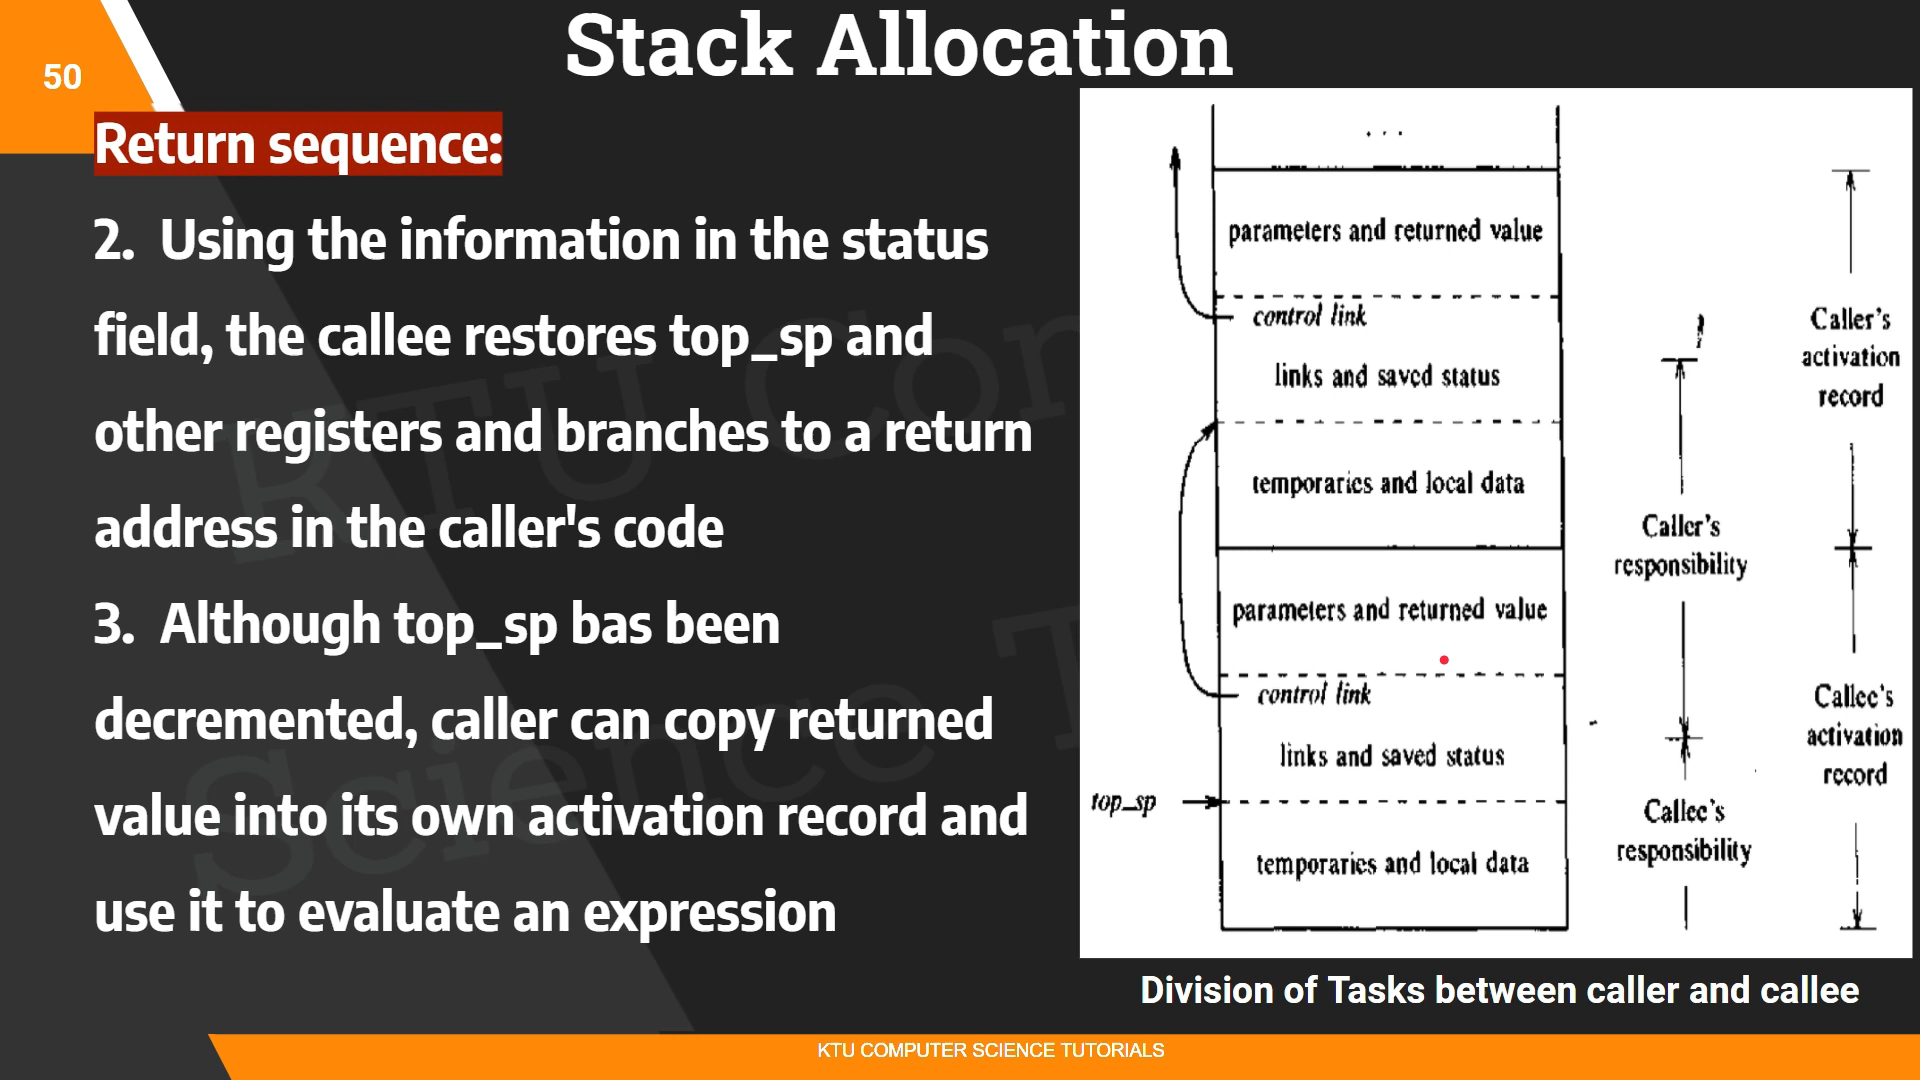 50
Stack Allocation
Return sequence:
2. Using the information in the status
field, the callee restores top_sp and
other registers and branches to a return
address in the caller's code
3. Although top_sp bas been
decremented, caller can copy returned
value into its own activation record and
use it to evaluate an expression
. . .
parameters and returned value
control link
links and saved status
temporaries and local data
parameters and returned value
control link
links and saved status
top_sp
temporaries and local data
Caller's
responsibility
Callee's
responsibility
Caller's
activation
record
Callee's
activation
record
Division of Tasks between caller and callee
KTU COMPUTER SCIENCE TUTORIALS